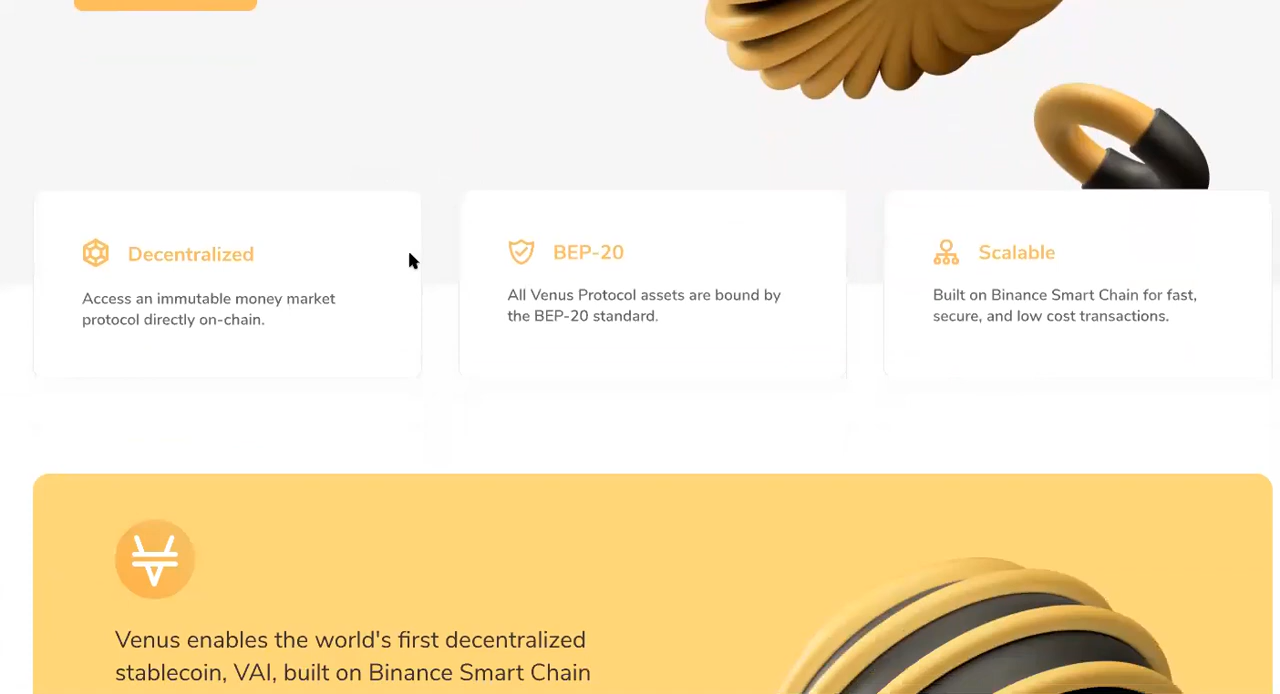 Decentralized
Access an immutable money market
protocol directly on-chain.
BEP-20
All Venus Protocol assets are bound by
the BEP-20 standard.
Scalable
Built on Binance Smart Chain for fast,
secure, and low cost transactions.
Venus enables the world's first decentralized
stablecoin, VAI, built on Binance Smart Chain